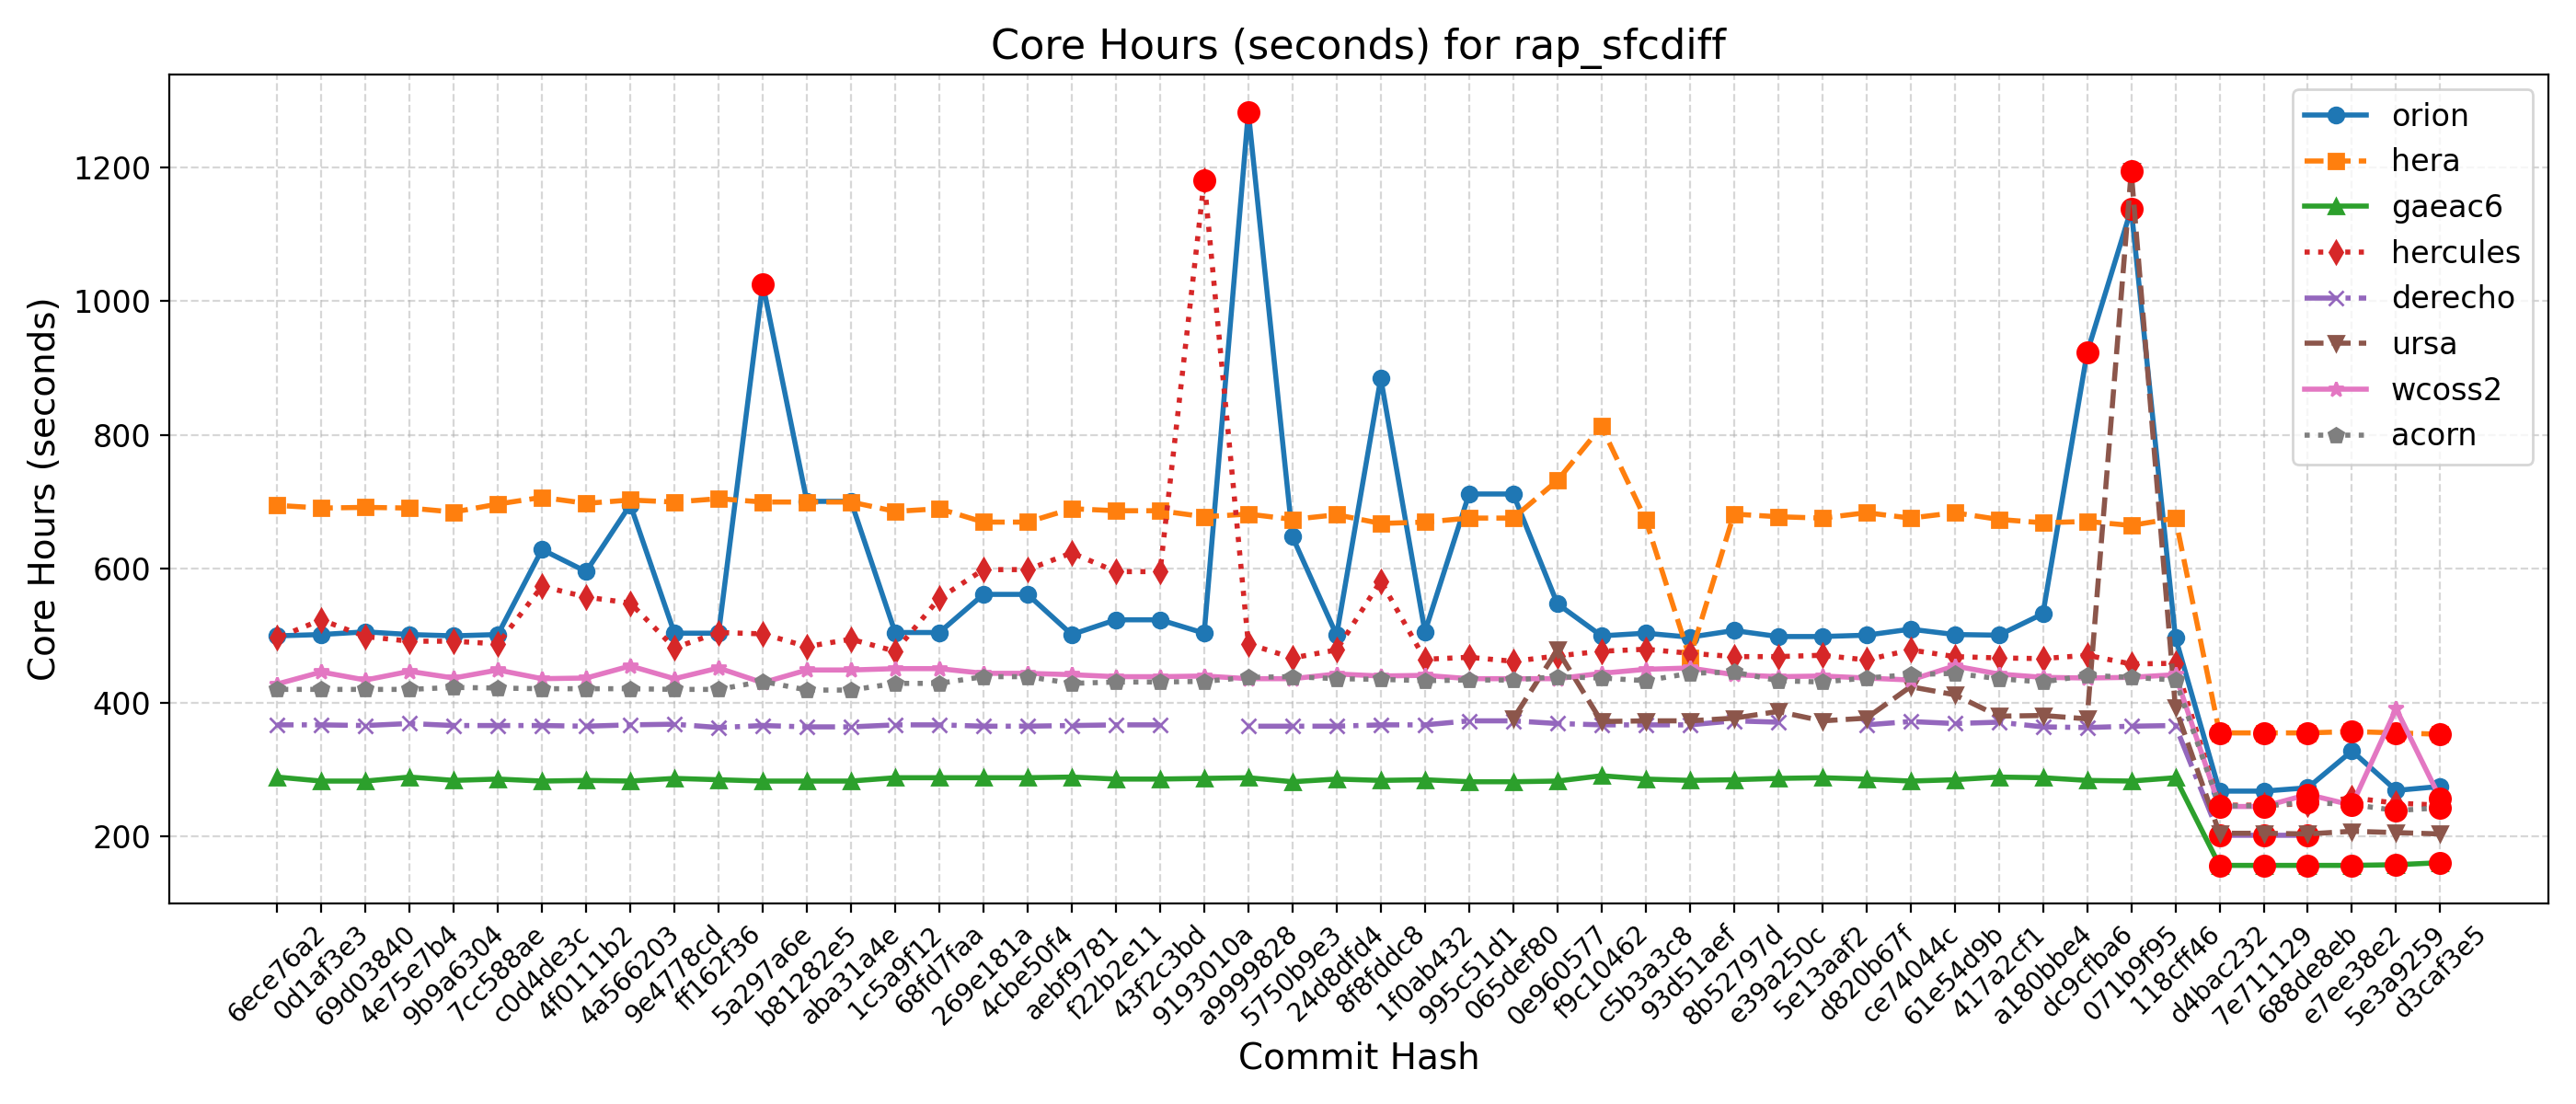 Core Hours (seconds) for rap_sfcdiff
Core Hours (seconds)
1200
1000
800
600
400
200
orion
hera
gaeac6
hercules
derecho
ursa
wcoss2
acorn
6ece76a2
0d1af3e3
69d03840
4e75e7b4
9b9a6304
7cc588ae
c0d4de3c
4f0111b2
4a566203
9e4778cd
ff162f36
5a297a6e
b81282e5
aba31a4e
1c5a9f12
68fd7faa
269e181a
4cbe50f4
aebf9781
f22b2e11
43f2c3bd
9193010a
a9999828
5750b9e3
24d8dfd4
8f8fddc8
1f0ab432
995c51d1
065def80
0e960577
f9c10462
c5b3a3c8
93d51aef
8b52797d
e39a250c
5e13aaf2
d820b67f
ce74044c
61e54d9b
417a2cf1
a180bbe4
dc9cfba6
071b9f95
118cff46
d4bac232
7e711129
688de8eb
e7ee38e2
5e3a9259
d3caf3e5
Commit Hash